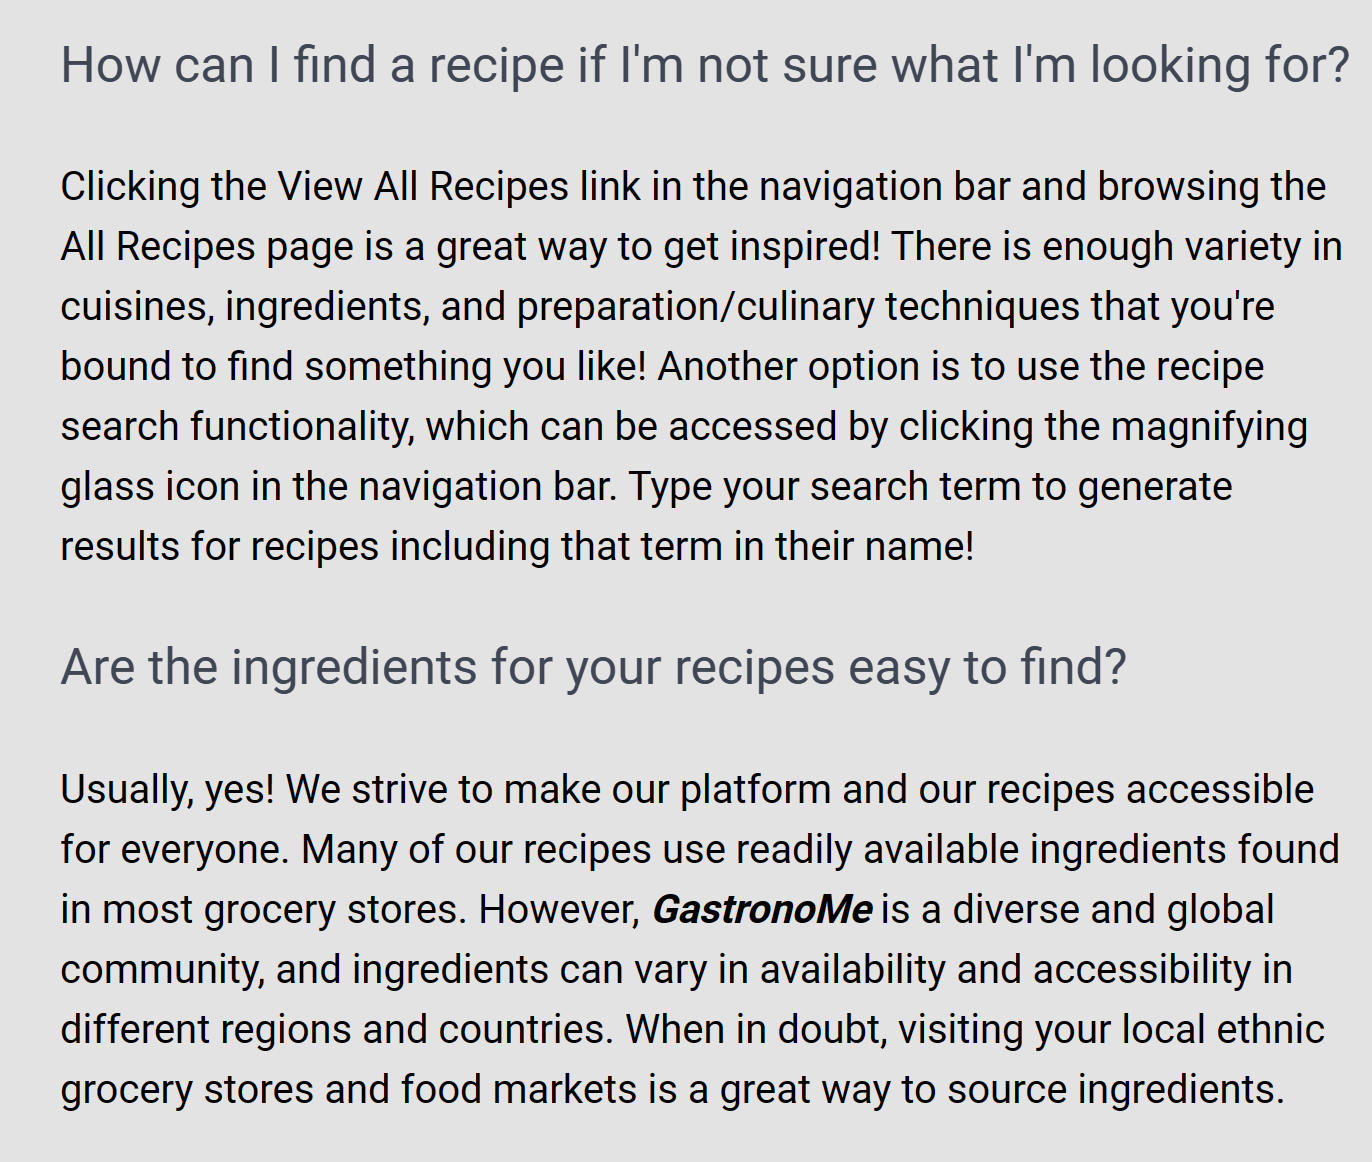 How can I find a recipe if I'm not sure what I'm looking for?
Clicking the View All Recipes link in the navigation bar and browsing the
All Recipes page is a great way to get inspired! There is enough variety in
cuisines, ingredients, and preparation/culinary techniques that you're
bound to find something you like! Another option is to use the recipe
search functionality, which can be accessed by clicking the magnifying
glass icon in the navigation bar. Type your search term to generate
results for recipes including that term in their name!
Are the ingredients for your recipes easy to find?
Usually, yes! We strive to make our platform and our recipes accessible
for everyone. Many of our recipes use readily available ingredients found
in most grocery stores. However, GastronoMe is a diverse and global
community, and ingredients can vary in availability and accessibility in
different regions and countries. When in doubt, visiting your local ethnic
grocery stores and food markets is a great way to source ingredients.